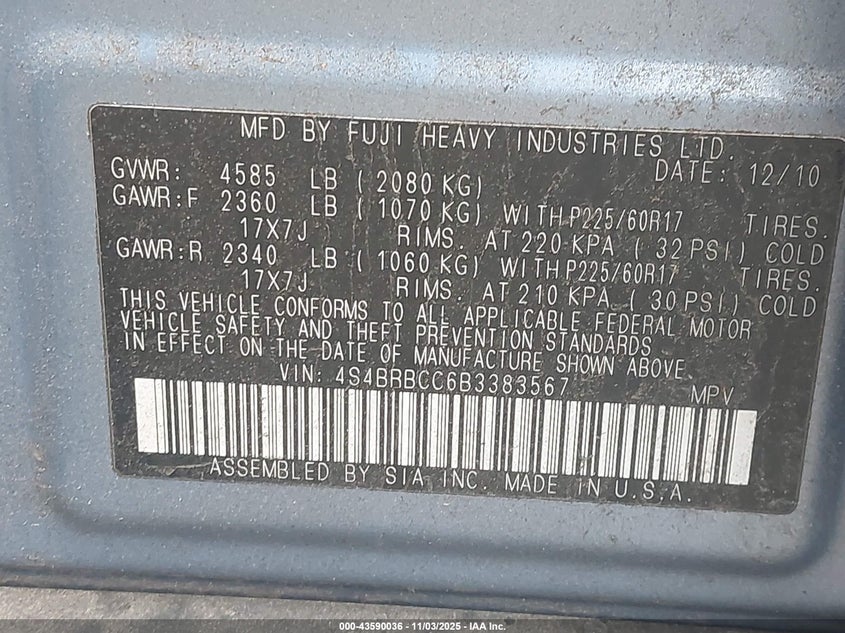 MFD BY FUJI HEAVY INDUSTRIES LTD.
GVWR: 4585 LB ( 2080 KG) DATE: 12/10
GAWR:F 2360 LB ( 1070 KG) WITH P225/60R17 TIRES.
17X7J RIMS. AT 220 KPA ( 32 PSI) COLD
GAWR:R 2340 LB ( 1060 KG) WITH P225/60R17 TIRES.
17X7J RIMS. AT 210 KPA ( 30 PSI) COLD
THIS VEHICLE CONFORMS TO ALL APPLICABLE FEDERAL MOTOR
VEHICLE SAFETY AND THEFT PREVENTION STANDARDS
IN EFFECT ON THE DATE OF MANUFACTURE SHOWN ABOVE.
VIN: 4S4BRBCC6B3383567 MPV
ASSEMBLED BY SIA INC. MADE IN U.S.A.
000-43590036 - 11/03/2025 - IAA Inc.